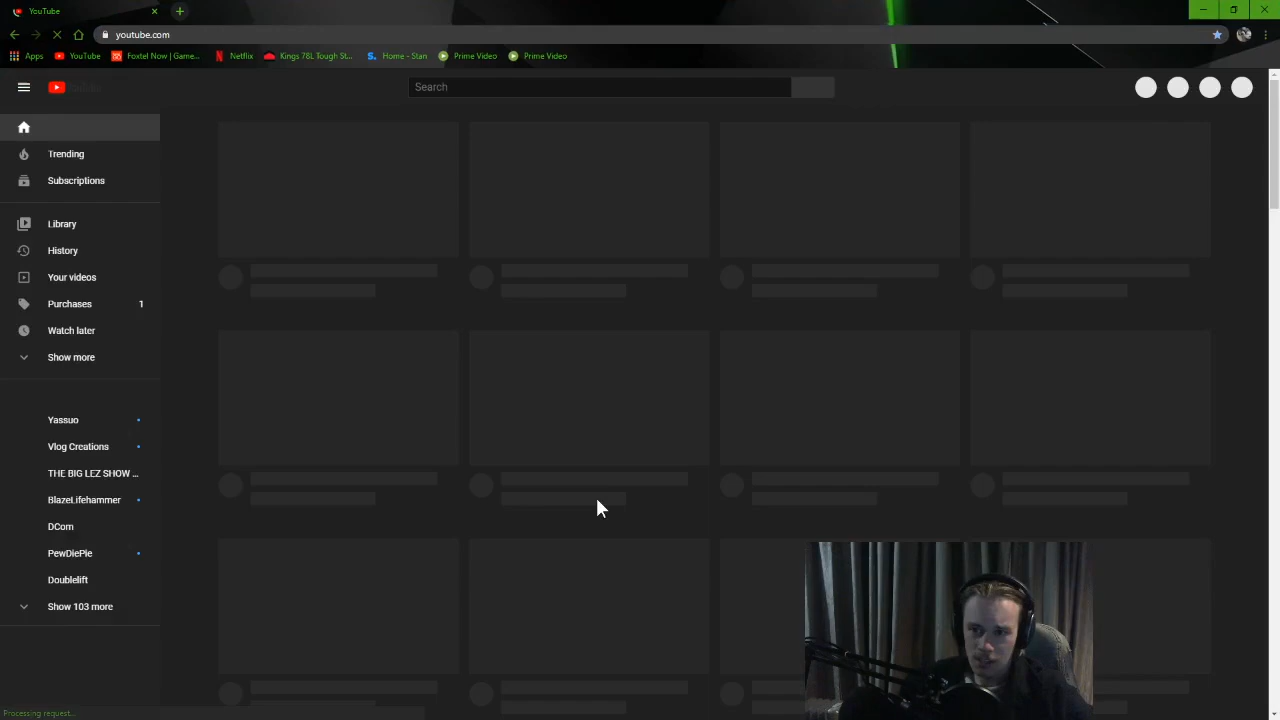 YouTube
youtube.com
Apps YouTube Foxtel Now | Game... Netflix Kings 78L Tough St... Home - Stan Prime Video Prime Video
Search
Trending
Subscriptions
Library
History
Your videos
Purchases 1
Watch later
Show more
Yassuo
Vlog Creations
THE BIG LEZ SHOW ...
BlazeLifehammer
DCom
PewDiePie
Doublelift
Show 103 more
Processing request...